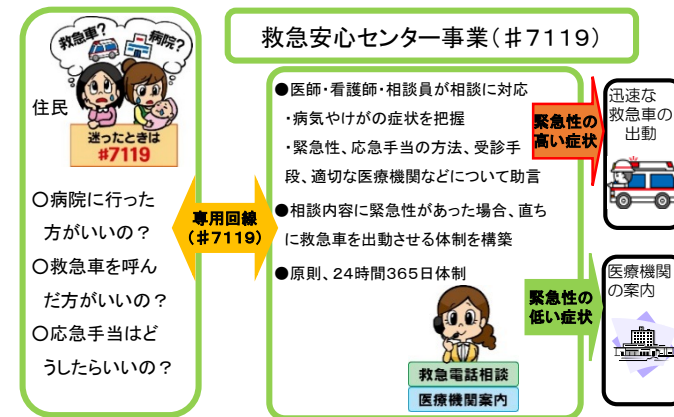 救急車?
病院?
住民
迷ったときは
#7119
○病院に行った
方がいいの?
○救急車を呼ん
だ方がいいの?
○応急手当はど
うしたらいいの?
専用回線
(#7119)
救急安心センター事業(#7119)
●医師・看護師・相談員が相談に対応
・病気やけがの症状を把握
・緊急性、応急手当の方法、受診手
段、適切な医療機関などについて助言
●相談内容に緊急性があった場合、直ち
に救急車を出動させる体制を構築
●原則、24時間365日体制
救急電話相談
医療機関案内
緊急性の
高い症状
迅速な
救急車の
出動
緊急性の
低い症状
医療機関
の案内